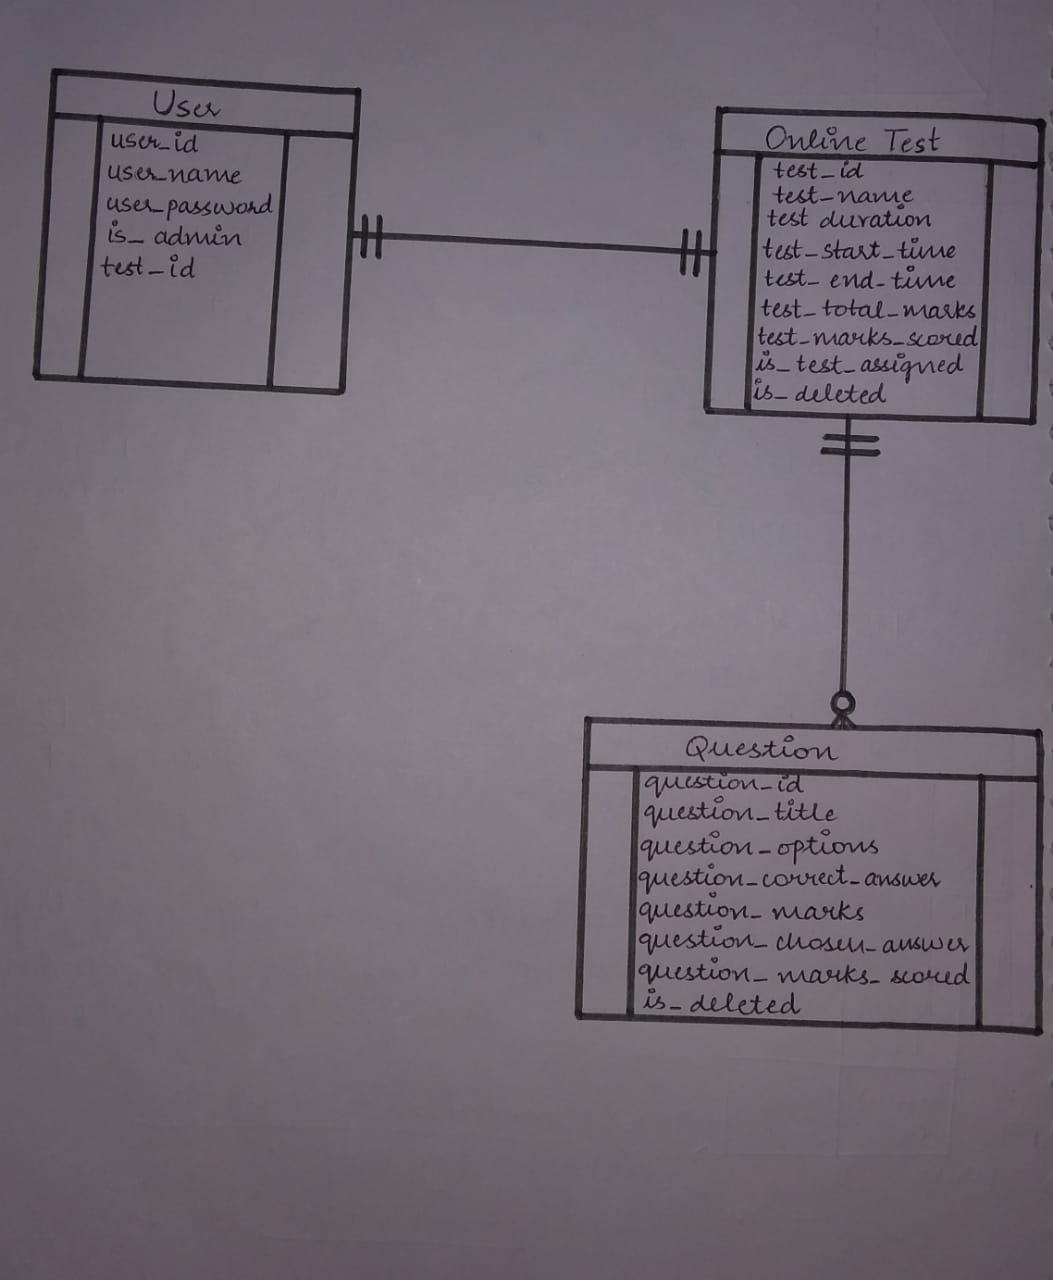 User
user_id
user_name
user_password
is_admin
test_id
Online Test
test_id
test_name
test duration
test_start_time
test_end_time
test_total_marks
test_marks_scored
is_test_assigned
is_deleted
Question
question_id
question_title
question_options
question_correct_answer
question_marks
question_chosen_answer
question_marks_scored
is_deleted